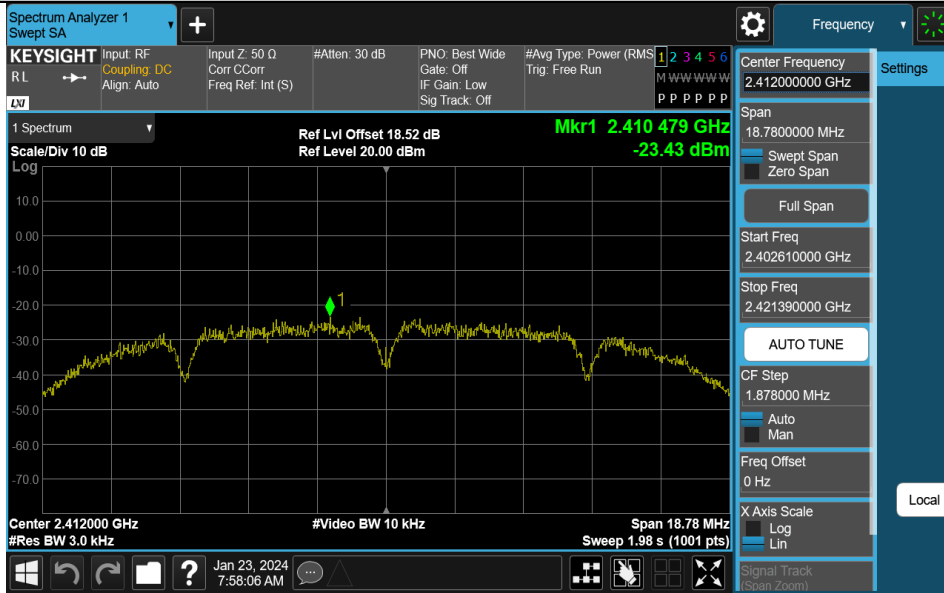 Spectrum Analyzer 1
Swept SA
+
Frequency
KEYSIGHT
RL
LXI
Input: RF
Coupling: DC
Align: Auto
Input Z: 50 Ω
Corr CCorr
Freq Ref: Int (S)
#Atten: 30 dB
PNO: Best Wide
Gate: Off
IF Gain: Low
Sig Track: Off
#Avg Type: Power (RMS
Trig: Free Run
1 2 3 4 5 6
M W W W W W
P P P P P P
1 Spectrum
Scale/Div 10 dB
Log
Ref Lvl Offset 18.52 dB
Ref Level 20.00 dBm
Mkr1 2.410 479 GHz
-23.43 dBm
10.0
0.00
-10.0
-20.0
-30.0
-40.0
-50.0
-60.0
-70.0
1
Center 2.412000 GHz
#Res BW 3.0 kHz
#Video BW 10 kHz
Span 18.78 MHz
Sweep 1.98 s (1001 pts)
?
Jan 23, 2024
7:58:06 AM
Center Frequency
2.412000000 GHz
Span
18.7800000 MHz
Swept Span
Zero Span
Full Span
Start Freq
2.402610000 GHz
Stop Freq
2.421390000 GHz
AUTO TUNE
CF Step
1.878000 MHz
Auto
Man
Freq Offset
0 Hz
X Axis Scale
Log
Lin
Signal Track
(Span Zoom)
Settings
Local